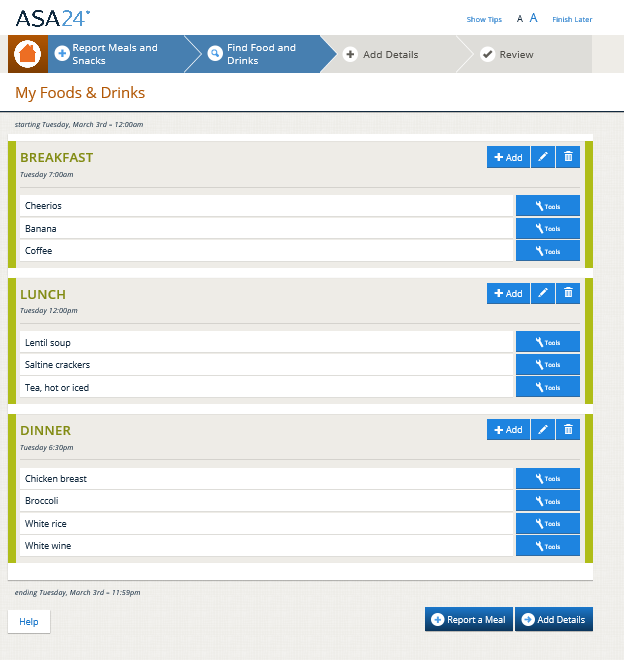 ASA24®
Show Tips A A Finish Later
Report Meals and
Snacks
Find Food and
Drinks
Add Details
Review
My Foods & Drinks
starting Tuesday, March 3rd - 12:00am
BREAKFAST
Add
Tuesday 7:00am
Cheerios Tools
Banana Tools
Coffee Tools
LUNCH
Add
Tuesday 12:00pm
Lentil soup Tools
Saltine crackers Tools
Tea, hot or iced Tools
DINNER
Add
Tuesday 6:30pm
Chicken breast Tools
Broccoli Tools
White rice Tools
White wine Tools
ending Tuesday, March 3rd - 11:59pm
Help
Report a Meal
Add Details